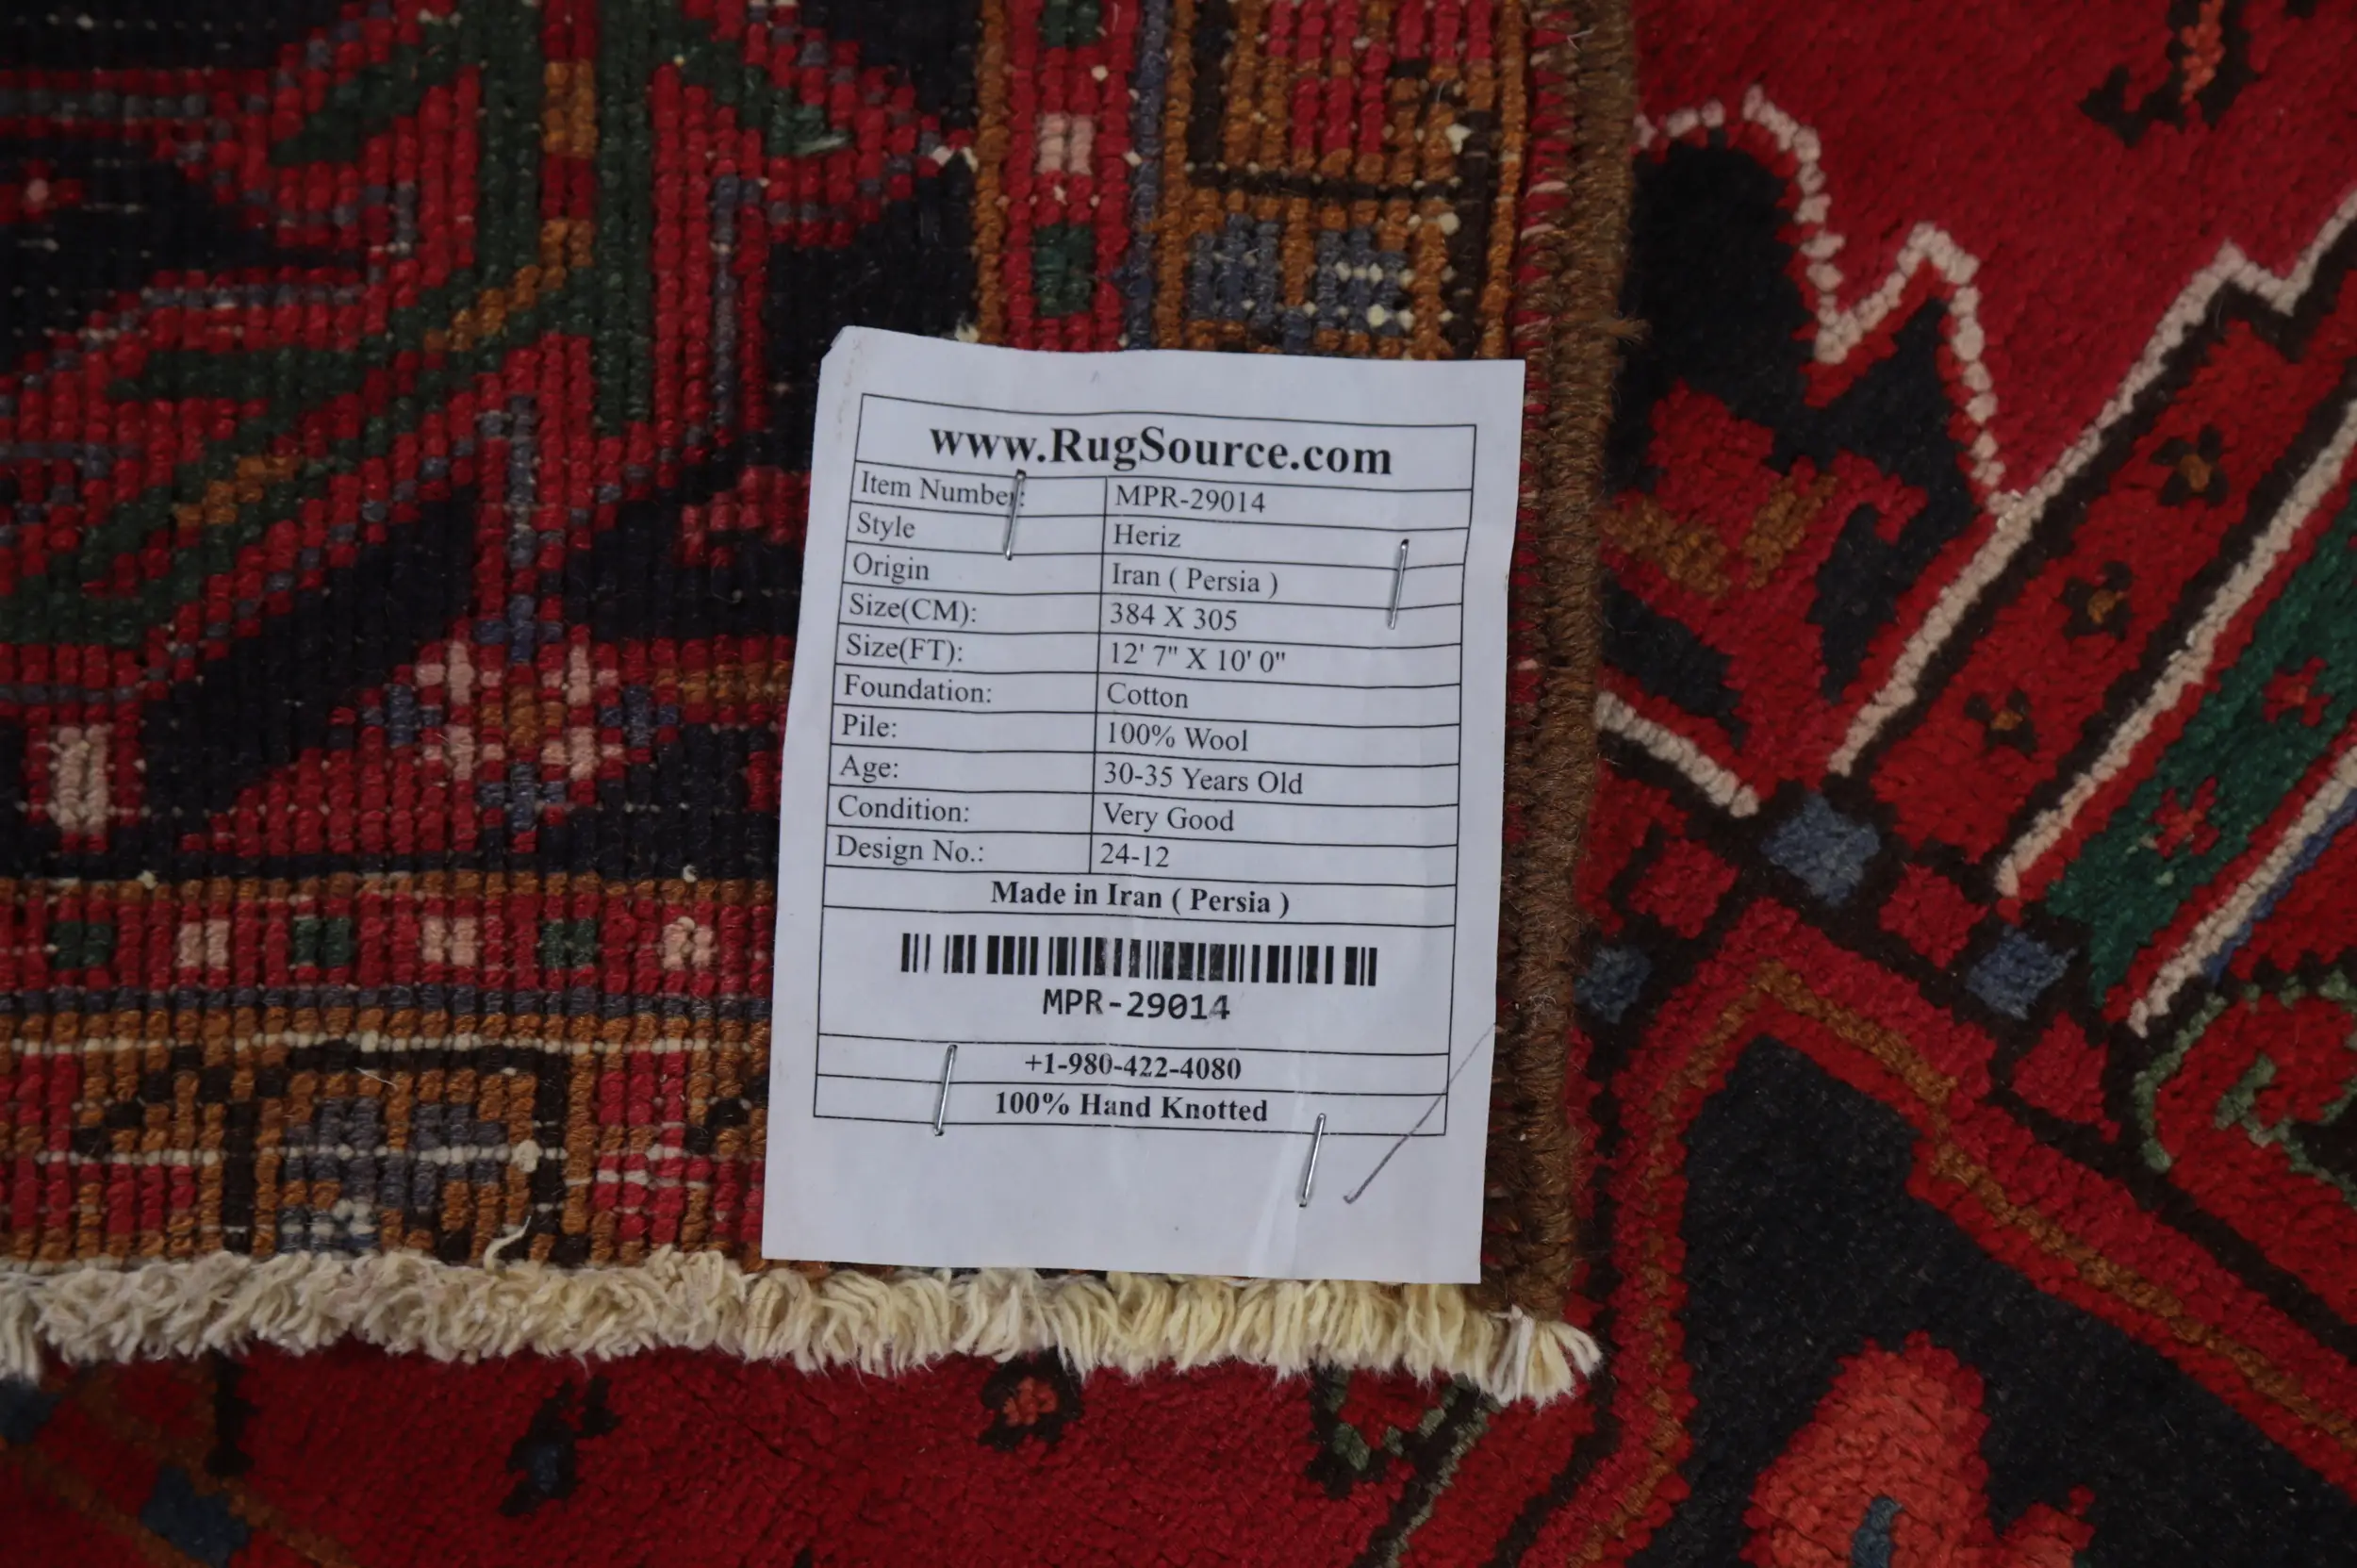 www.RugSource.com
Item Number: MPR-29014
Style Heriz
Origin Iran ( Persia )
Size(CM): 384 X 305
Size(FT): 12' 7" X 10' 0"
Foundation: Cotton
Pile: 100% Wool
Age: 30-35 Years Old
Condition: Very Good
Design No.: 24-12
Made in Iran ( Persia )
MPR-29014
+1-980-422-4080
100% Hand Knotted